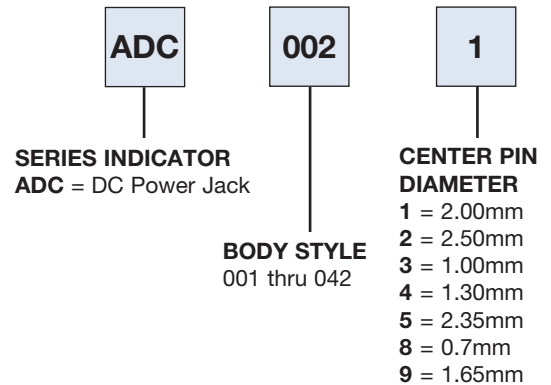 ADC 002 1
SERIES INDICATOR
ADC = DC Power Jack
BODY STYLE
001 thru 042
CENTER PIN
DIAMETER
1 = 2.00mm
2 = 2.50mm
3 = 1.00mm
4 = 1.30mm
5 = 2.35mm
8 = 0.7mm
9 = 1.65mm